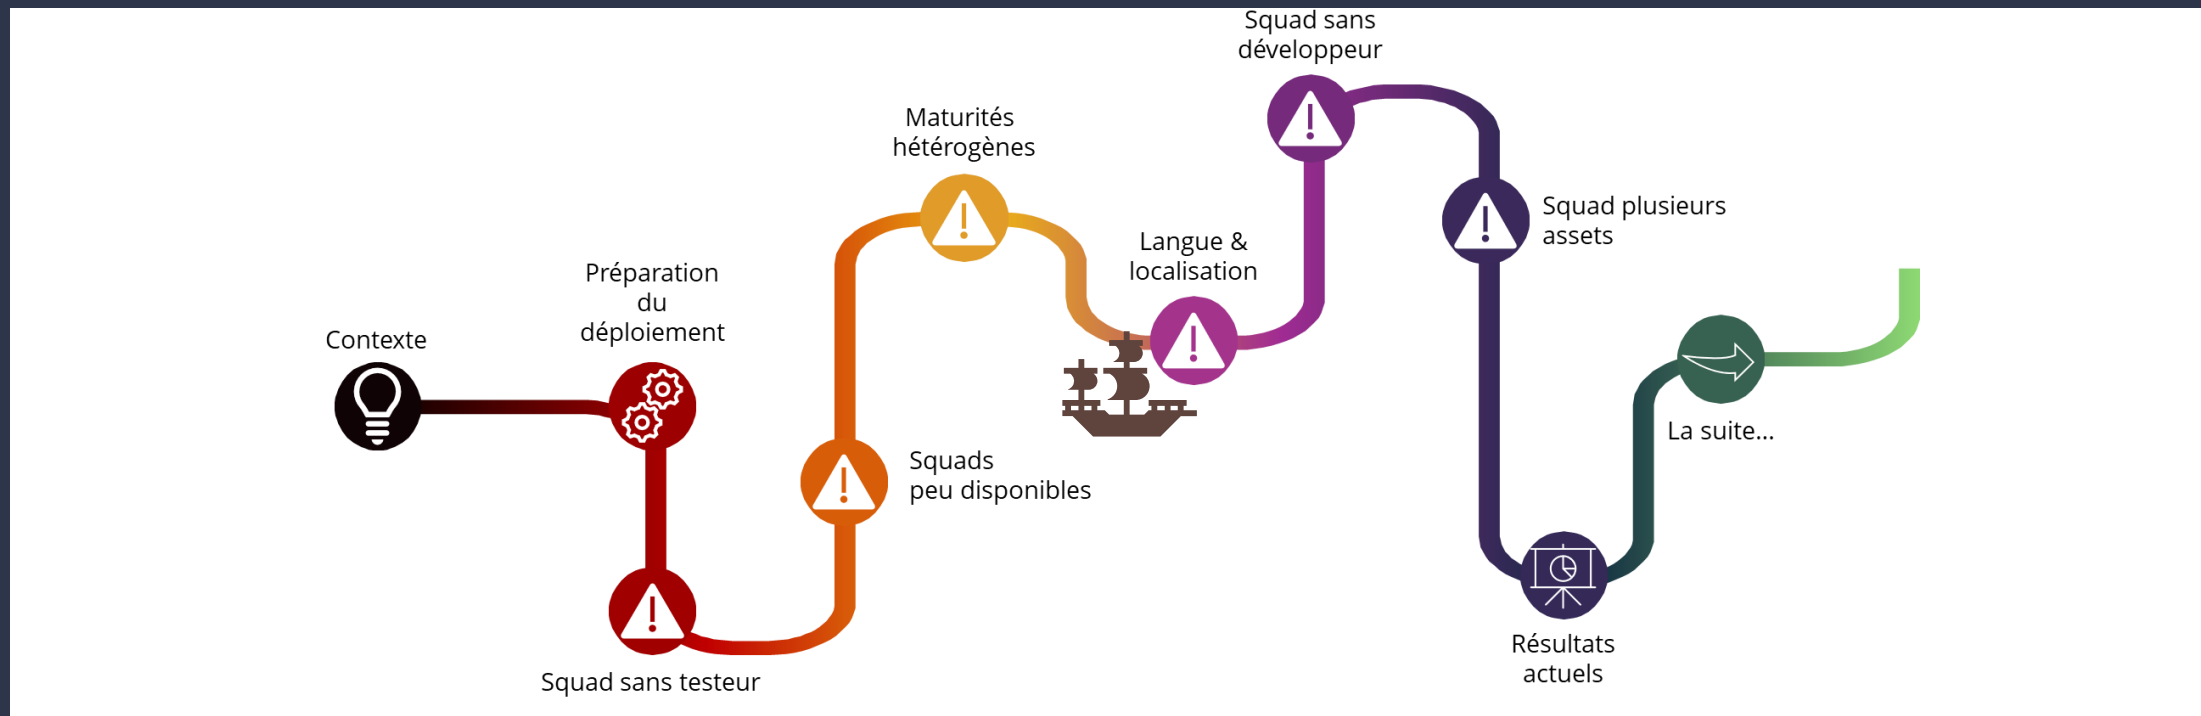 Contexte
Préparation
du
déploiement
Squad sans testeur
Squads
peu disponibles
Maturités
hétérogènes
Langue &
localisation
Squad sans
développeur
Squad plusieurs
assets
Résultats
actuels
La suite...